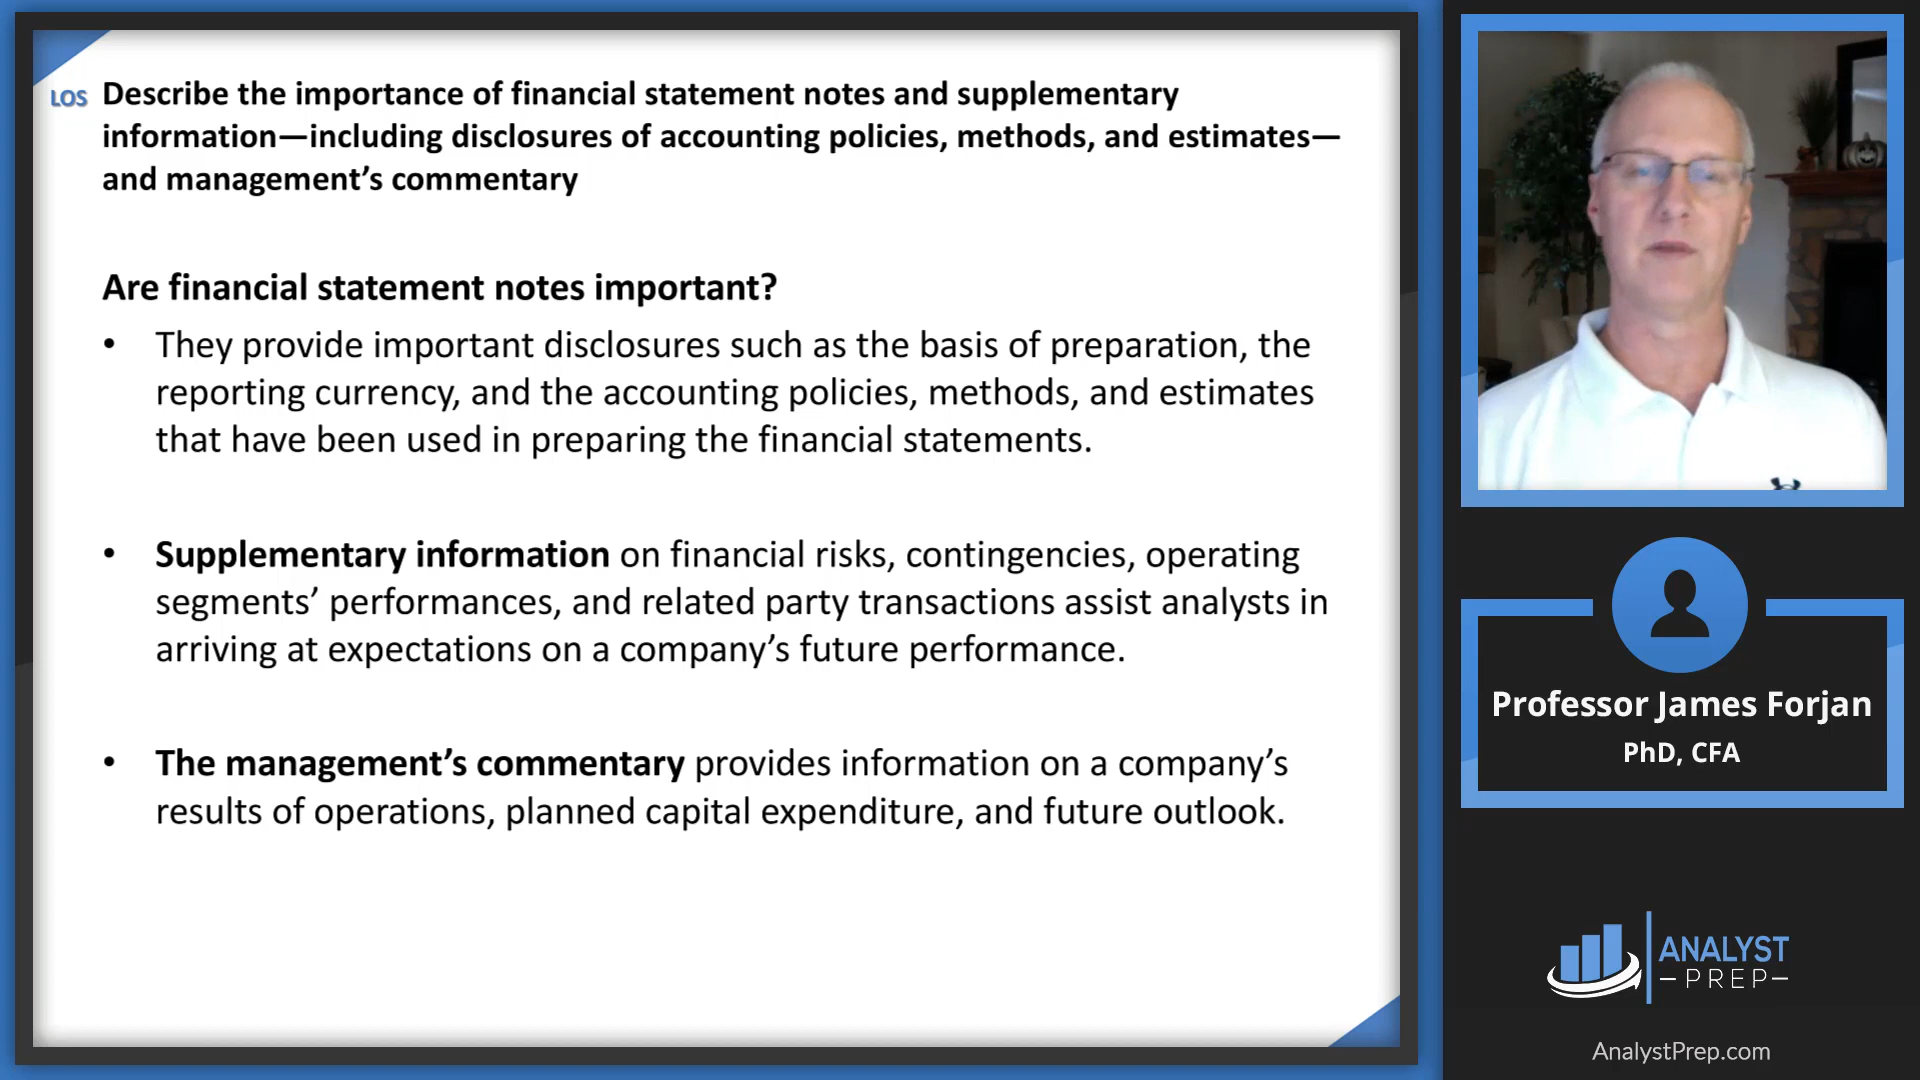 LOS
Describe the importance of financial statement notes and supplementary
information—including disclosures of accounting policies, methods, and estimates—
and management’s commentary
Are financial statement notes important?
• They provide important disclosures such as the basis of preparation, the
reporting currency, and the accounting policies, methods, and estimates
that have been used in preparing the financial statements.
• Supplementary information on financial risks, contingencies, operating
segments’ performances, and related party transactions assist analysts in
arriving at expectations on a company’s future performance.
• The management’s commentary provides information on a company’s
results of operations, planned capital expenditure, and future outlook.
Professor James Forjan
PhD, CFA
ANALYST
PREP
AnalystPrep.com